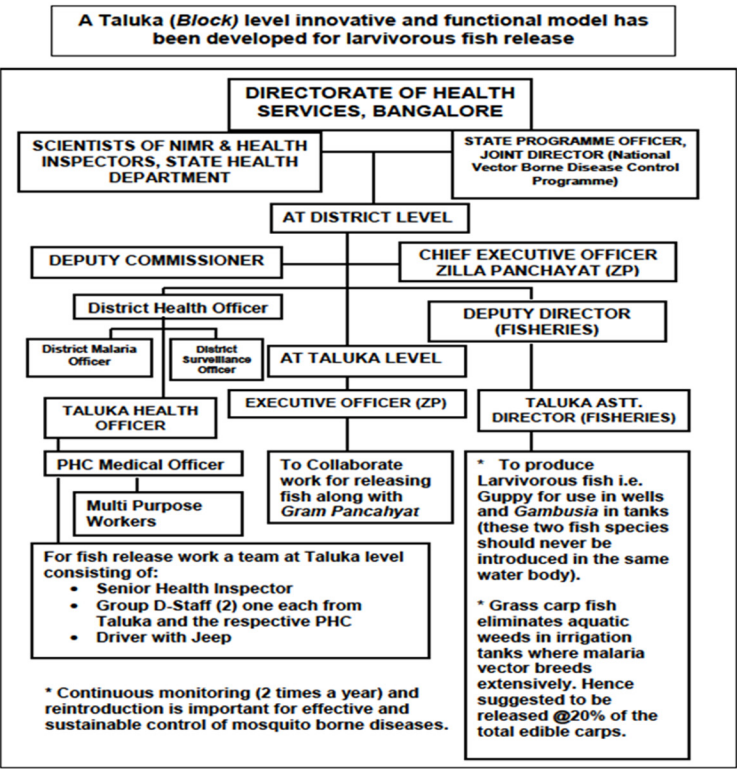 A Taluka (Block) level innovative and functional model has
been developed for larvivorous fish release
DIRECTORATE OF HEALTH
SERVICES, BANGALORE
SCIENTISTS OF NIMR & HEALTH
INSPECTORS, STATE HEALTH
DEPARTMENT
STATE PROGRAMME OFFICER,
JOINT DIRECTOR (National
Vector Borne Disease Control
Programme)
AT DISTRICT LEVEL
DEPUTY COMMISSIONER
CHIEF EXECUTIVE OFFICER
ZILLA PANCHAYAT (ZP)
District Health Officer
DEPUTY DIRECTOR
(FISHERIES)
District Malaria
Officer
District
Surveillance
Officer
AT TALUKA LEVEL
TALUKA HEALTH
OFFICER
EXECUTIVE OFFICER (ZP)
TALUKA ASTT.
DIRECTOR (FISHERIES)
PHC Medical Officer
Multi Purpose
Workers
To Collaborate
work for releasing
fish along with
Gram Pancahyat
* To produce
Larvivorous fish i.e.
Guppy for use in wells
and Gambusia in tanks
(these two fish species
should never be
introduced in the same
water body).
* Grass carp fish
eliminates aquatic
weeds in irrigation
tanks where malaria
vector breeds
extensively. Hence
suggested to be
released @20% of the
total edible carps.
For fish release work a team at Taluka level
consisting of:
• Senior Health Inspector
• Group D-Staff (2) one each from
Taluka and the respective PHC
• Driver with Jeep
* Continuous monitoring (2 times a year) and
reintroduction is important for effective and
sustainable control of mosquito borne diseases.